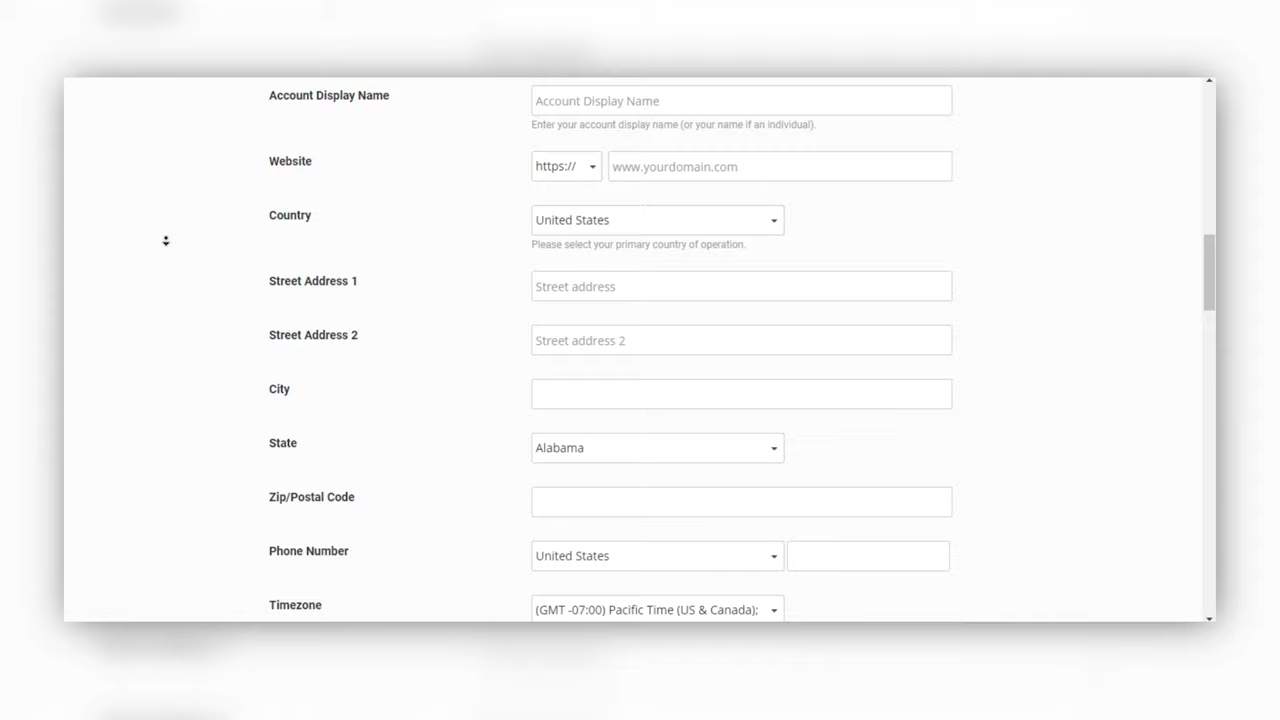 Account Display Name
Account Display Name
Enter your account display name (or your name if an individual).
Website
https://
www.yourdomain.com
Country
United States
Please select your primary country of operation.
Street Address 1
Street address
Street Address 2
Street address 2
City
State
Alabama
Zip/Postal Code
Phone Number
United States
Timezone
(GMT -07:00) Pacific Time (US & Canada);